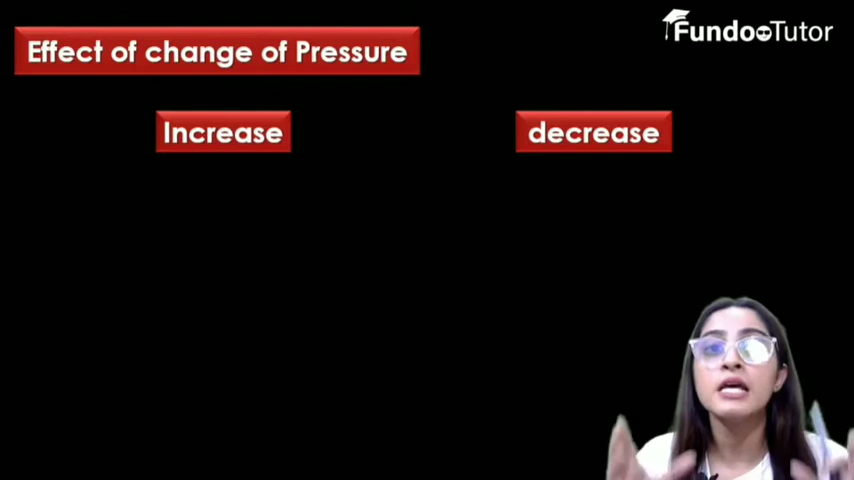 FundooTutor
Effect of change of Pressure
Increase
decrease